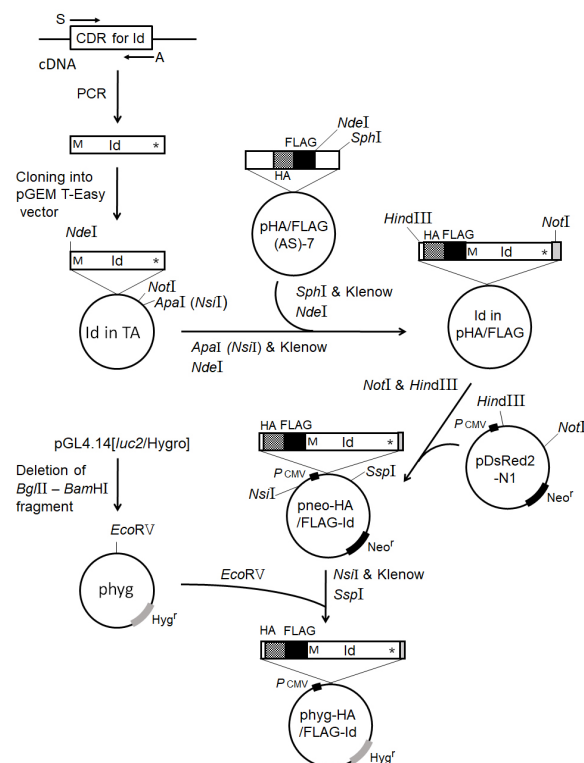 S
CDR for Id
cDNA
A
PCR
M Id *
Cloning into
pGEM T-Easy
vector
NdeI
M Id *
NotI
ApaI (NsiI)
Id in TA
NdeI
FLAG
SphI
HA
pHA/FLAG
(AS)-7
SphI & Klenow
NdeI
ApaI (NsiI) & Klenow
NdeI
HindIII
NotI
HA FLAG
M Id *
Id in
pHA/FLAG
NotI & HindIII
HindIII
PCMV
NotI
pDsRed2
-N1
Neor
HA FLAG
M Id *
PCMV
SspI
NsiI
pneo-HA
/FLAG-Id
Neor
pGL4.14[luc2/Hygro]
Deletion of
BglII – BamHI
fragment
EcoRV
phyg
Hygr
EcoRV
NsiI & Klenow
SspI
HA FLAG
M Id *
PCMV
phyg-HA
/FLAG-Id
Hygr